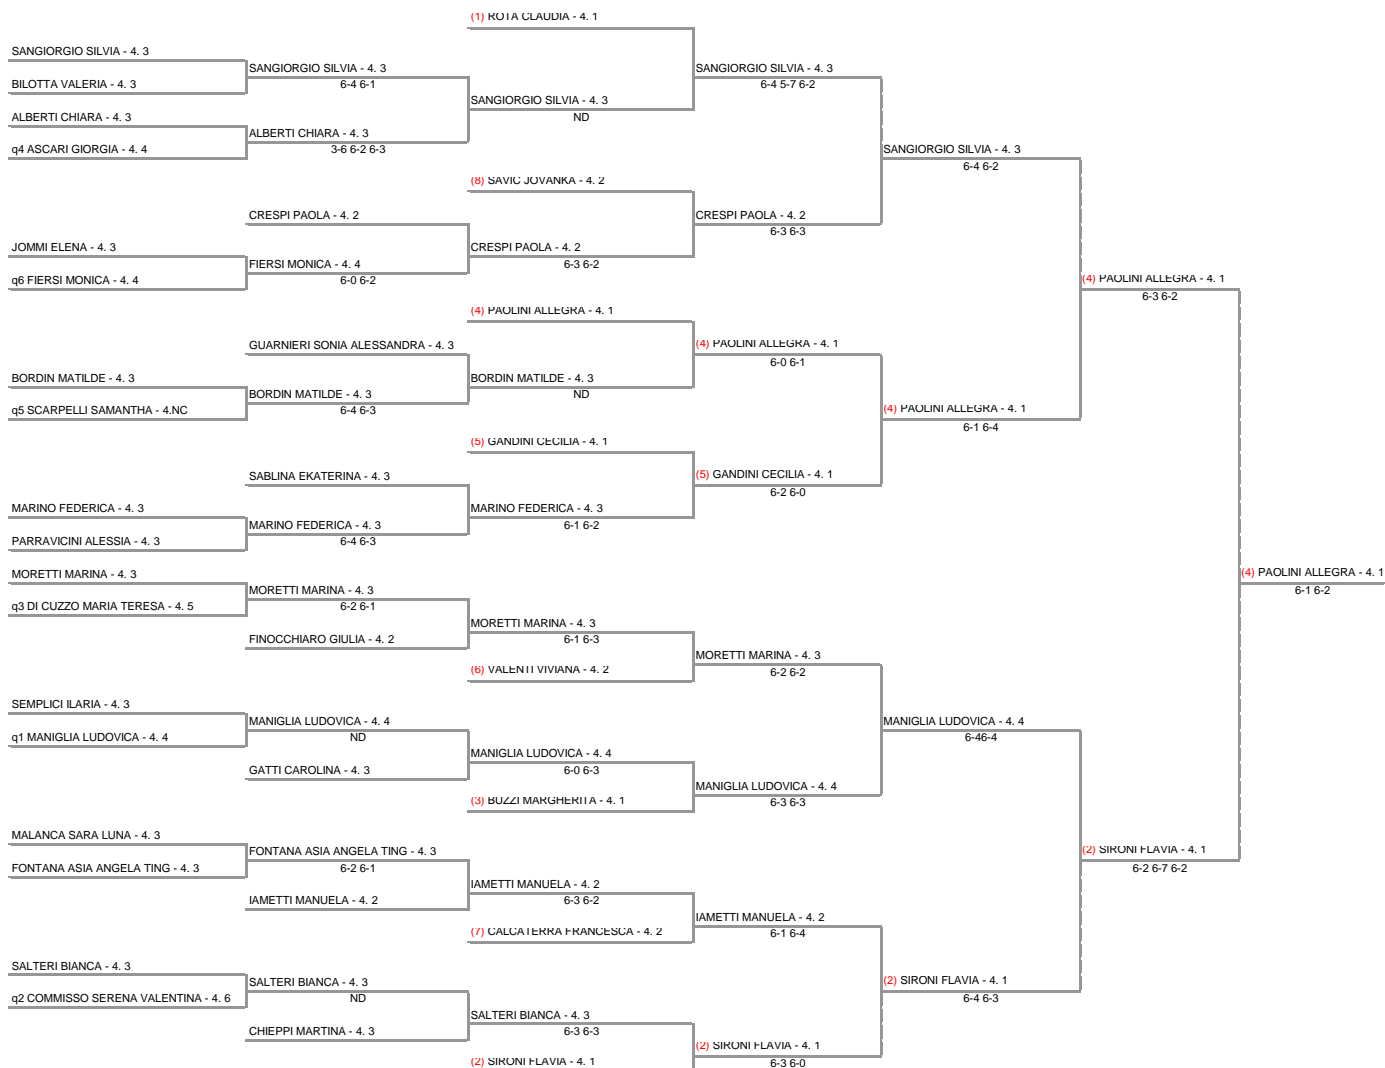 (1) ROTA CLAUDIA - 4. 1
SANGIORGIO SILVIA - 4. 3
SANGIORGIO SILVIA - 4. 3
SANGIORGIO SILVIA - 4. 3
BILOTTA VALERIA - 4. 3
6-4 6-1
6-4 5-7 6-2
SANGIORGIO SILVIA - 4. 3
ALBERTI CHIARA - 4. 3
ND
ALBERTI CHIARA - 4. 3
q4 ASCARI GIORGIA - 4. 4
3-6 6-2 6-3
SANGIORGIO SILVIA - 4. 3
6-4 6-2
(8) SAVIC JOVANKA - 4. 2
CRESPI PAOLA - 4. 2
CRESPI PAOLA - 4. 2
6-3 6-3
JOMMI ELENA - 4. 3
CRESPI PAOLA - 4. 2
FIERSI MONICA - 4. 4
6-3 6-2
q6 FIERSI MONICA - 4. 4
6-0 6-2
(4) PAOLINI ALLEGRA - 4. 1
6-3 6-2
(4) PAOLINI ALLEGRA - 4. 1
GUARNIERI SONIA ALESSANDRA - 4. 3
(4) PAOLINI ALLEGRA - 4. 1
6-0 6-1
BORDIN MATILDE - 4. 3
BORDIN MATILDE - 4. 3
BORDIN MATILDE - 4. 3
ND
q5 SCARPELLI SAMANTHA - 4.NC
6-4 6-3
(4) PAOLINI ALLEGRA - 4. 1
6-1 6-4
(5) GANDINI CECILIA - 4. 1
SABLINA EKATERINA - 4. 3
(5) GANDINI CECILIA - 4. 1
6-2 6-0
MARINO FEDERICA - 4. 3
MARINO FEDERICA - 4. 3
MARINO FEDERICA - 4. 3
6-1 6-2
PARRAVICINI ALESSIA - 4. 3
6-4 6-3
MORETTI MARINA - 4. 3
(4) PAOLINI ALLEGRA - 4. 1
6-1 6-2
MORETTI MARINA - 4. 3
q3 DI CUZZO MARIA TERESA - 4. 5
6-2 6-1
MORETTI MARINA - 4. 3
FINOCCHIARO GIULIA - 4. 2
6-1 6-3
MORETTI MARINA - 4. 3
(6) VALENTI VIVIANA - 4. 2
6-2 6-2
SEMPLICI ILARIA - 4. 3
MANIGLIA LUDOVICA - 4. 4
MANIGLIA LUDOVICA - 4. 4
q1 MANIGLIA LUDOVICA - 4. 4
ND
6-46-4
MANIGLIA LUDOVICA - 4. 4
GATTI CAROLINA - 4. 3
6-0 6-3
MANIGLIA LUDOVICA - 4. 4
(3) BUZZI MARGHERITA - 4. 1
6-3 6-3
MALANCA SARA LUNA - 4. 3
FONTANA ASIA ANGELA TING - 4. 3
(2) SIRONI FLAVIA - 4. 1
FONTANA ASIA ANGELA TING - 4. 3
6-2 6-1
6-2 6-7 6-2
IAMETTI MANUELA - 4. 2
IAMETTI MANUELA - 4. 2
6-3 6-2
IAMETTI MANUELA - 4. 2
(7) CALCATERRA FRANCESCA - 4. 2
6-1 6-4
SALTERI BIANCA - 4. 3
SALTERI BIANCA - 4. 3
(2) SIRONI FLAVIA - 4. 1
q2 COMMISSO SERENA VALENTINA - 4. 6
ND
6-4 6-3
SALTERI BIANCA - 4. 3
CHIEPPI MARTINA - 4. 3
6-3 6-3
(2) SIRONI FLAVIA - 4. 1
(2) SIRONI FLAVIA - 4. 1
6-3 6-0